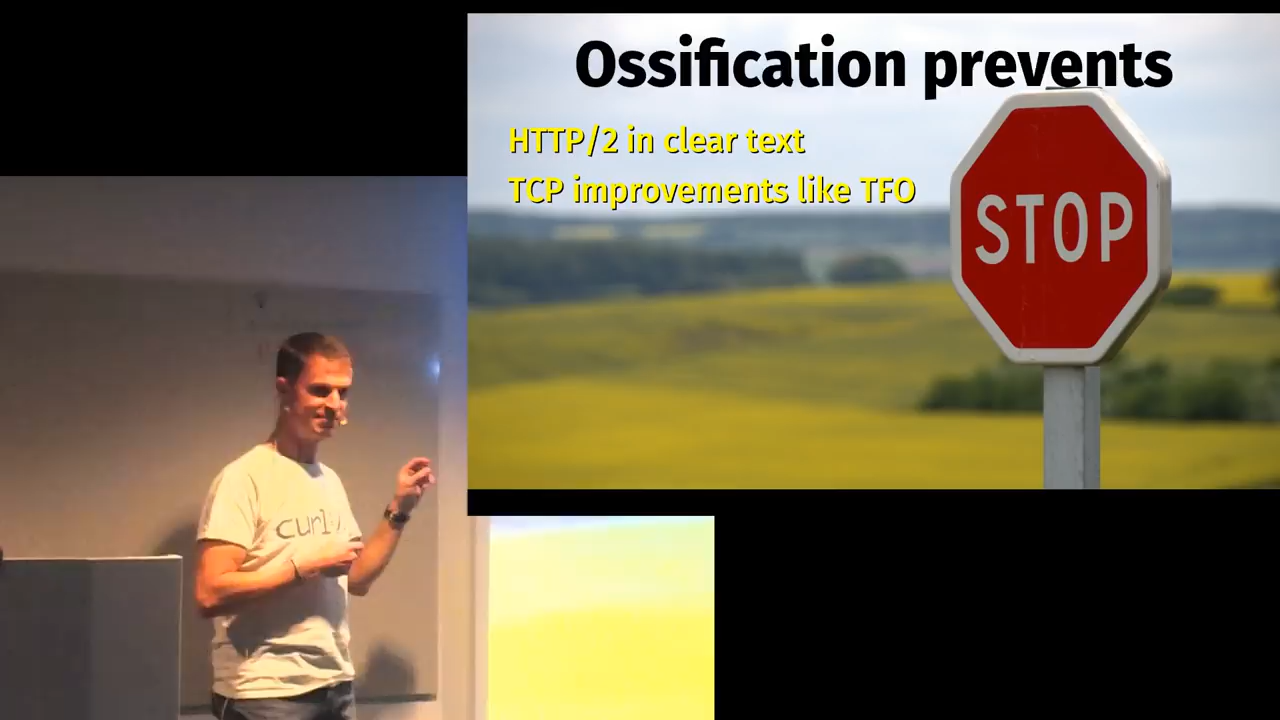 Ossification prevents
HTTP/2 in clear text
TCP improvements like TFO
STOP
curl